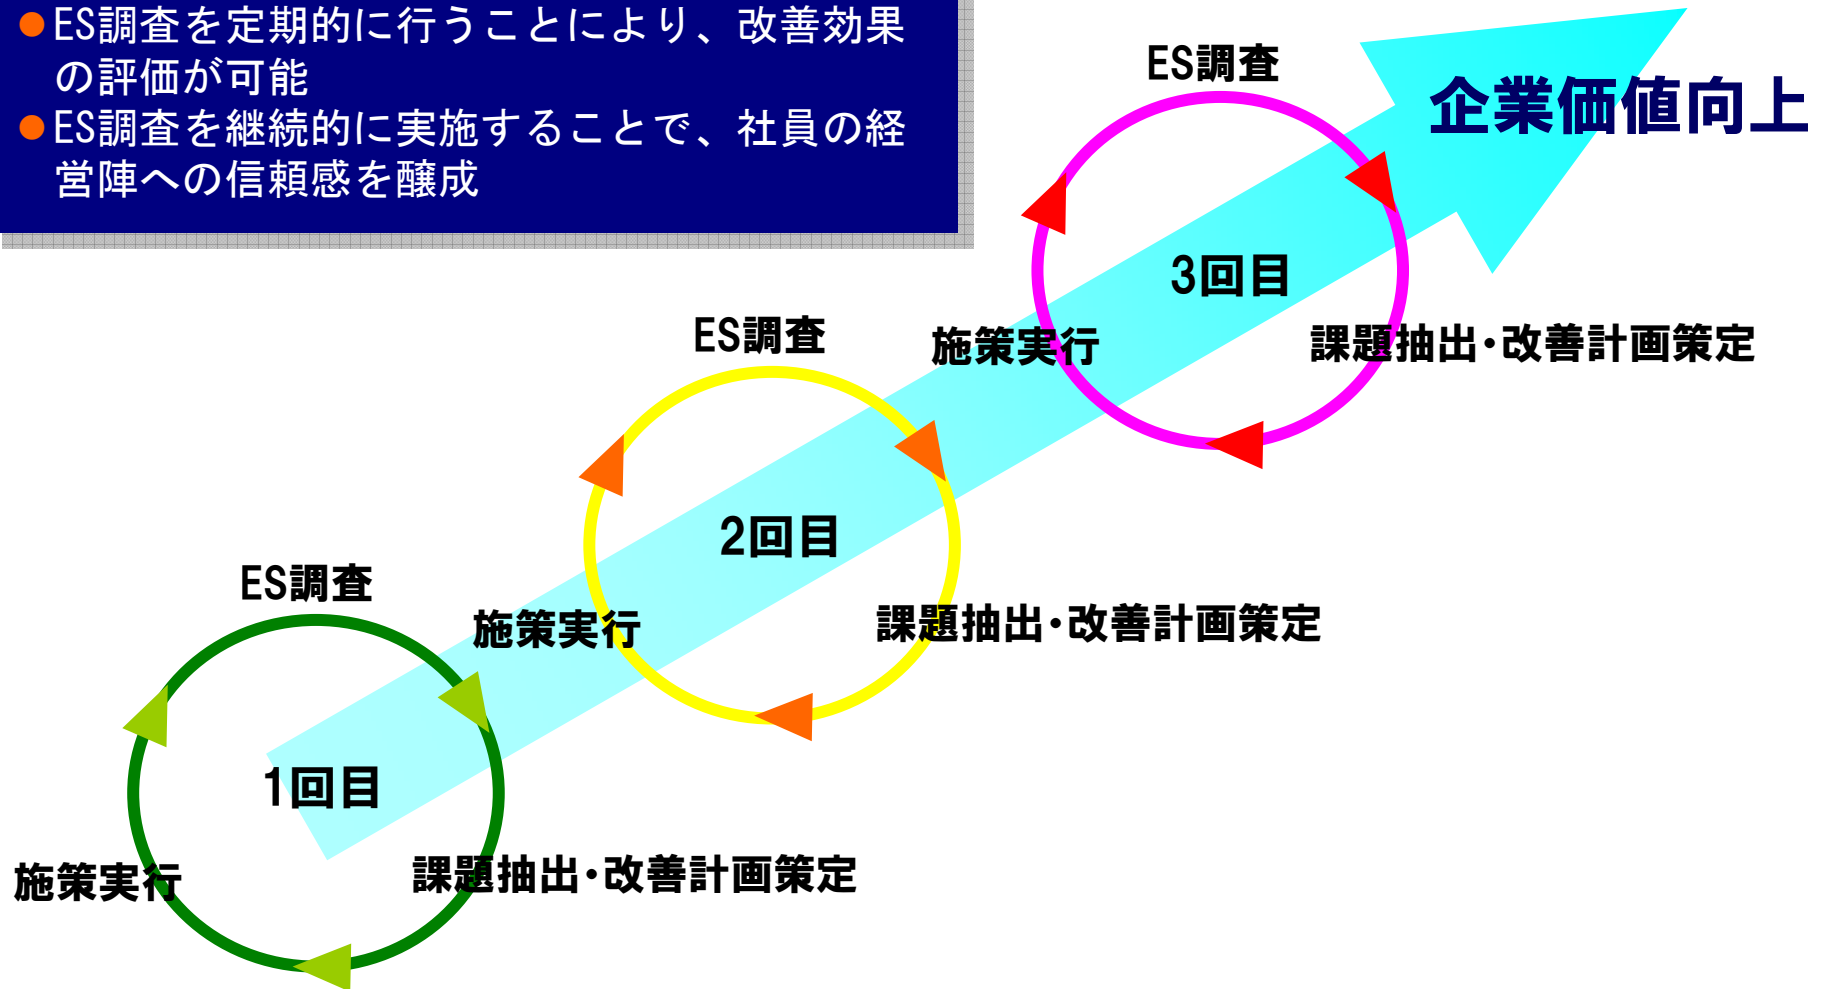 ●ES調査を定期的に行うことにより、改善効果
の評価が可能
●ES調査を継続的に実施することで、社員の経
営陣への信頼感を醸成
企業価値向上
ES調査
3回目
施策実行
課題抽出・改善計画策定
ES調査
2回目
施策実行
課題抽出・改善計画策定
ES調査
1回目
施策実行
課題抽出・改善計画策定